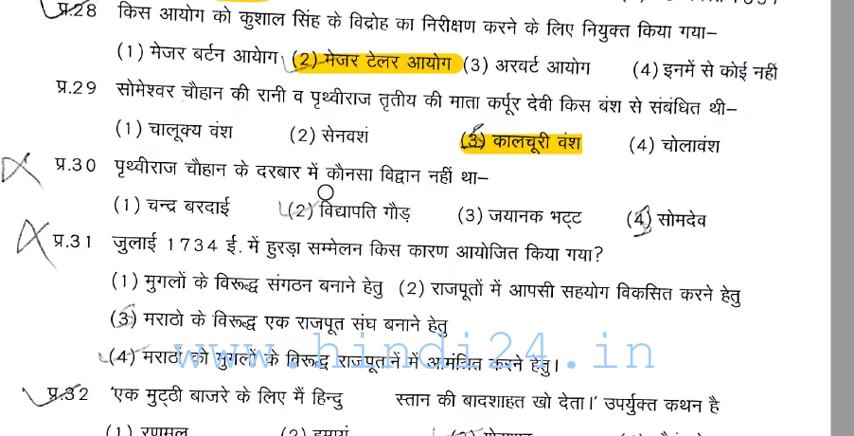 प्र.28 किस आयोग को कुशाल सिंह के विद्रोह का निरीक्षण करने के लिए नियुक्त किया गया–
(1) मेजर बर्टन आयेाग (2) मेजर टेलर आयोग (3) अरवर्ट आयोग (4) इनमें से कोई नहीं
प्र.29 सोमेश्वर चौहान की रानी व पृथ्वीराज तृतीय की माता कर्पूर देवी किस बंश से संबंधित थी–
(1) चालूक्य वंश (2) सेनवशं (3) कालचूरी वंश (4) चोलावंश
प्र.30 पृथ्वीराज चौहान के दरबार में कौनसा विद्वान नहीं था–
(1) चन्द्र बरदाई (2) विद्यापति गौड़ (3) जयानक भट्ट (4) सोमदेव
प्र.31 जुलाई 1734 ई. में हुरड़ा सम्मेलन किस कारण आयोजित किया गया?
(1) मुगलों के विरूद्ध संगठन बनाने हेतु (2) राजपूतों में आपसी सहयोग विकसित करने हेतु
(3) मराठो के विरूद्ध एक राजपूत संघ बनाने हेतु
(4) मराठों को मुगलों के विरूद्ध राजपूतानें में आमंत्रित करने हेतु।
www.hindi24.in
प्र.32 'एक मुट्ठी बाजरे के लिए मैं हिन्दु स्तान की बादशाहत खो देता।' उपर्युक्त कथन है
(1) रणमल (2) हुमायुं